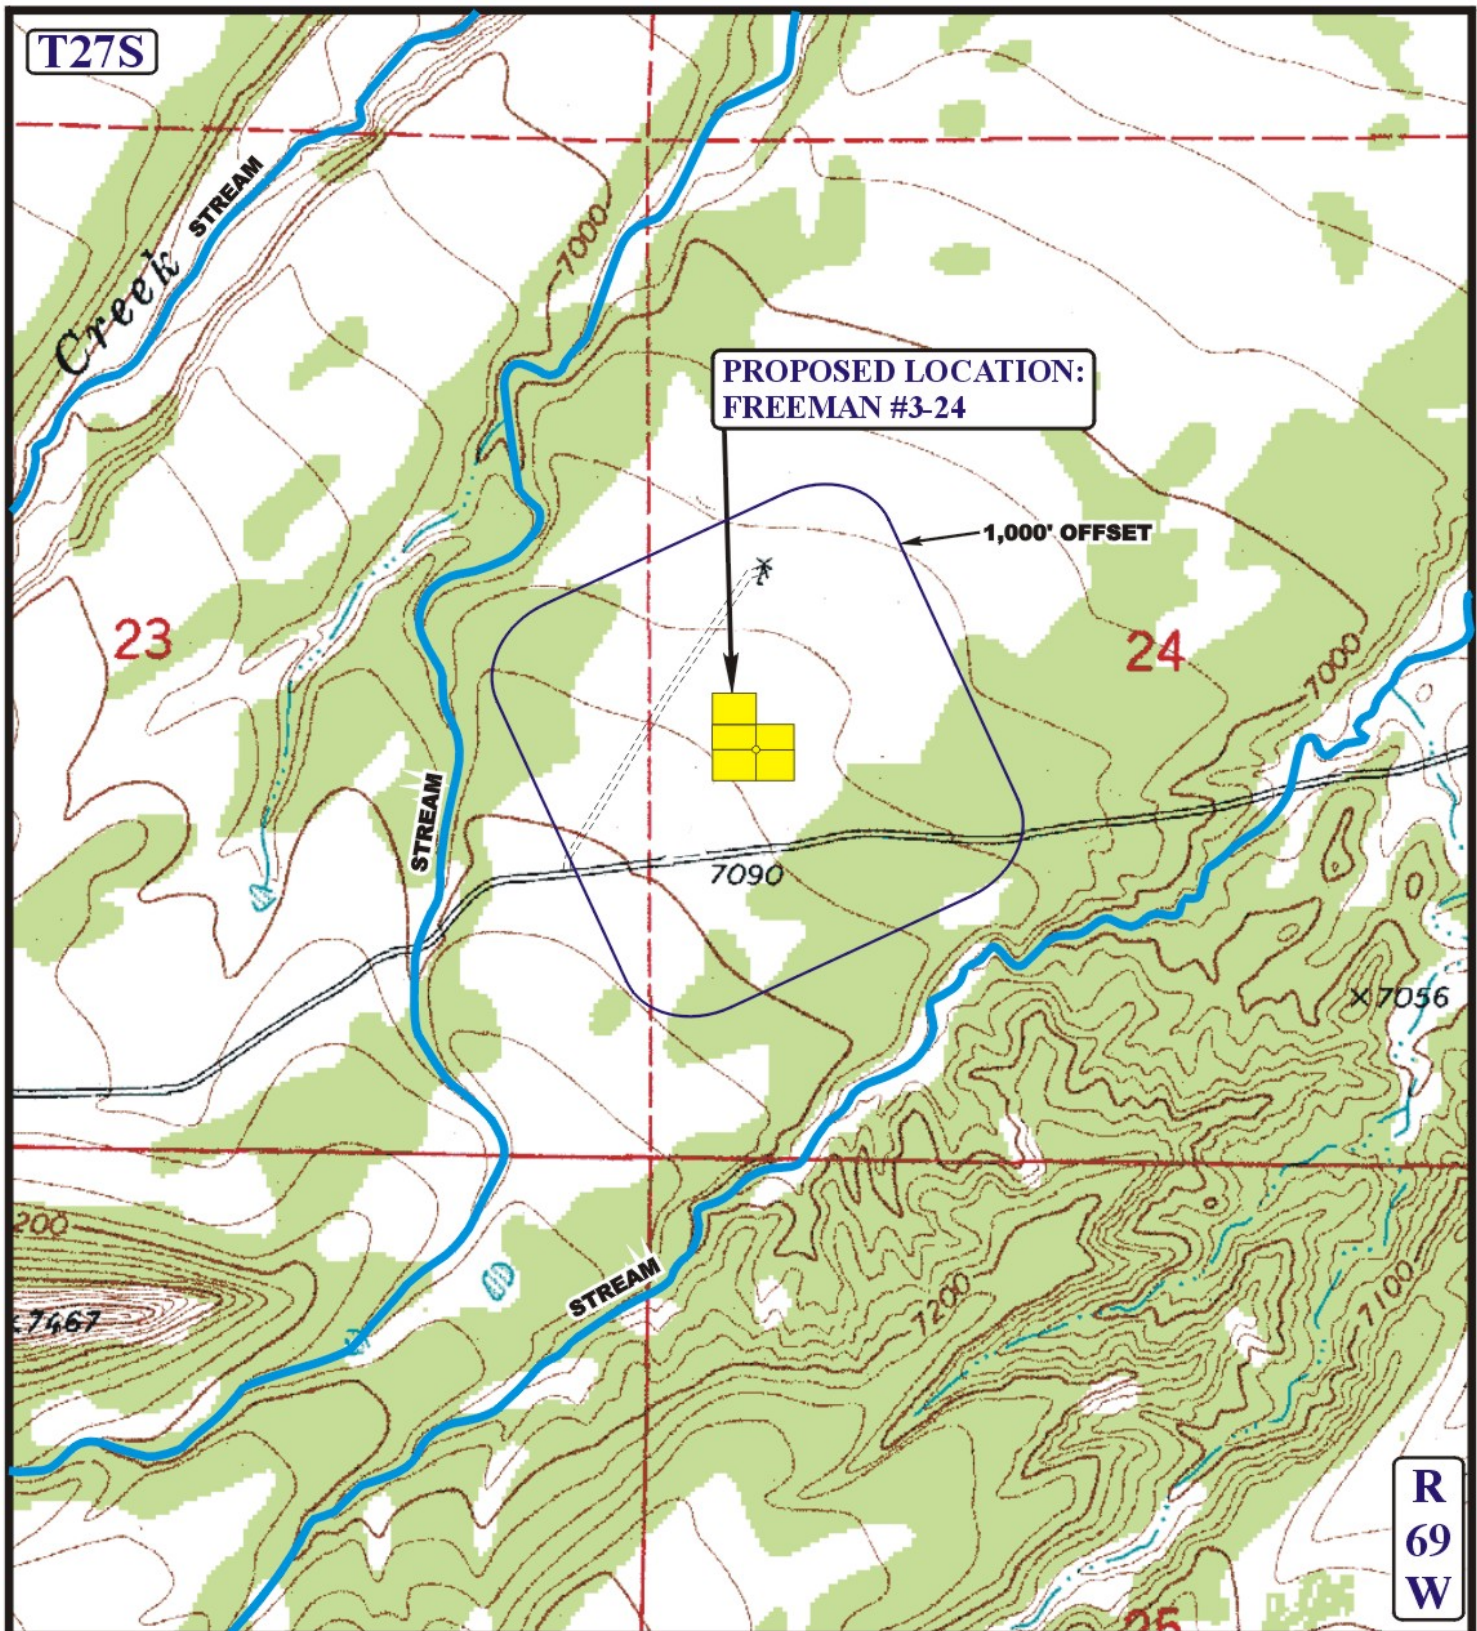 T27S
STREAM
Creek
7000
PROPOSED LOCATION:
FREEMAN #3-24
1,000' OFFSET
23
24
7000
STREAM
7090
X 7056
200
7467
STREAM
7200
7100
R
69
W
25